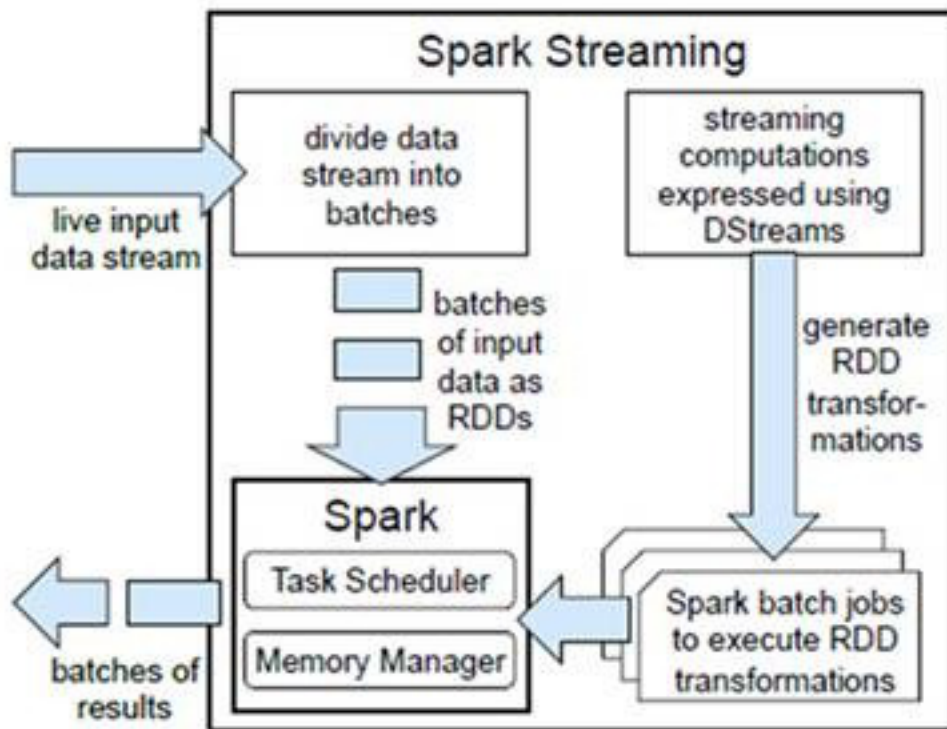 Spark Streaming
divide data
stream into
batches
streaming
computations
expressed using
DStreams
live input
data stream
batches
of input
data as
RDDs
generate
RDD
transfor-
mations
Spark
Task Scheduler
Memory Manager
Spark batch jobs
to execute RDD
transformations
batches of
results